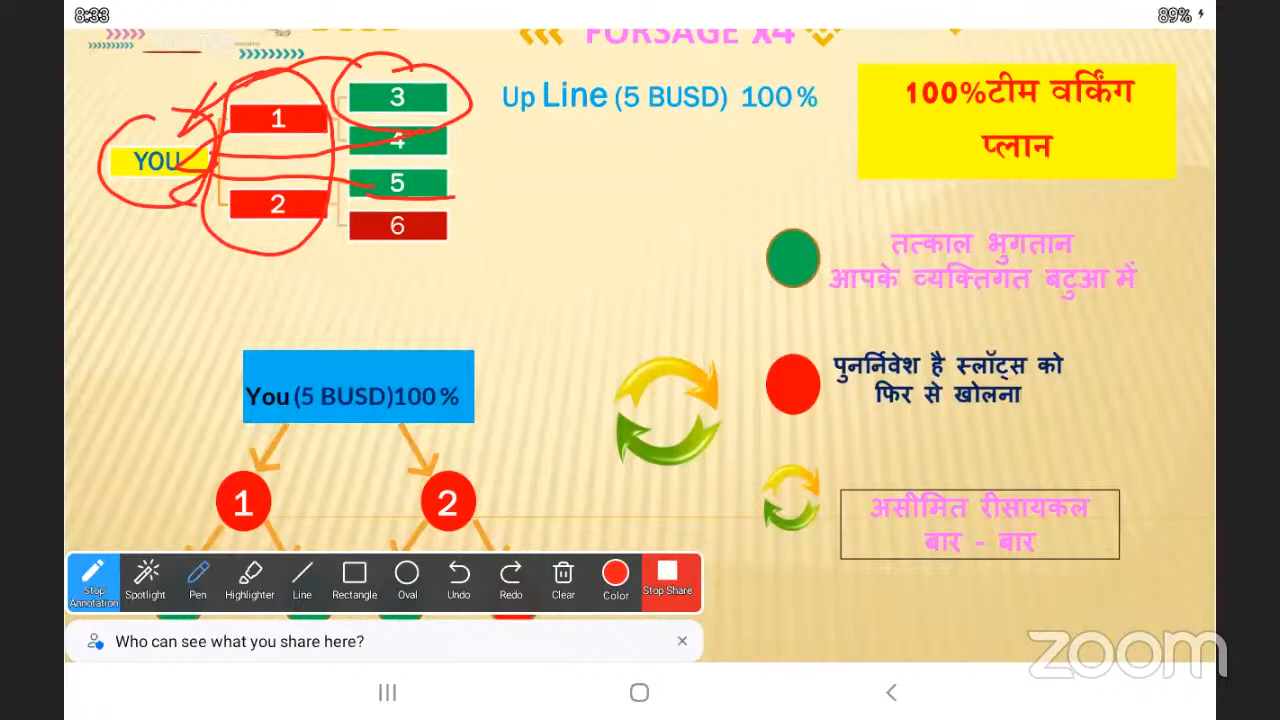 8:33
89%
FORSAGE x4
1
3
Up Line (5 BUSD) 100%
100%टीम वर्किंग
प्लान
4
YOU
5
2
6
तत्काल भुगतान
आपके व्यक्तिगत बटुआ में
You (5 BUSD)100%
पुनर्निवेश है स्लॉट्स को
फिर से खोलना
1
2
असीमित रीसायकल
बार - बार
Stop Annotation
Spotlight
Pen
Highlighter
Line
Rectangle
Oval
Undo
Redo
Clear
Color
Stop Share
Who can see what you share here?
zoom